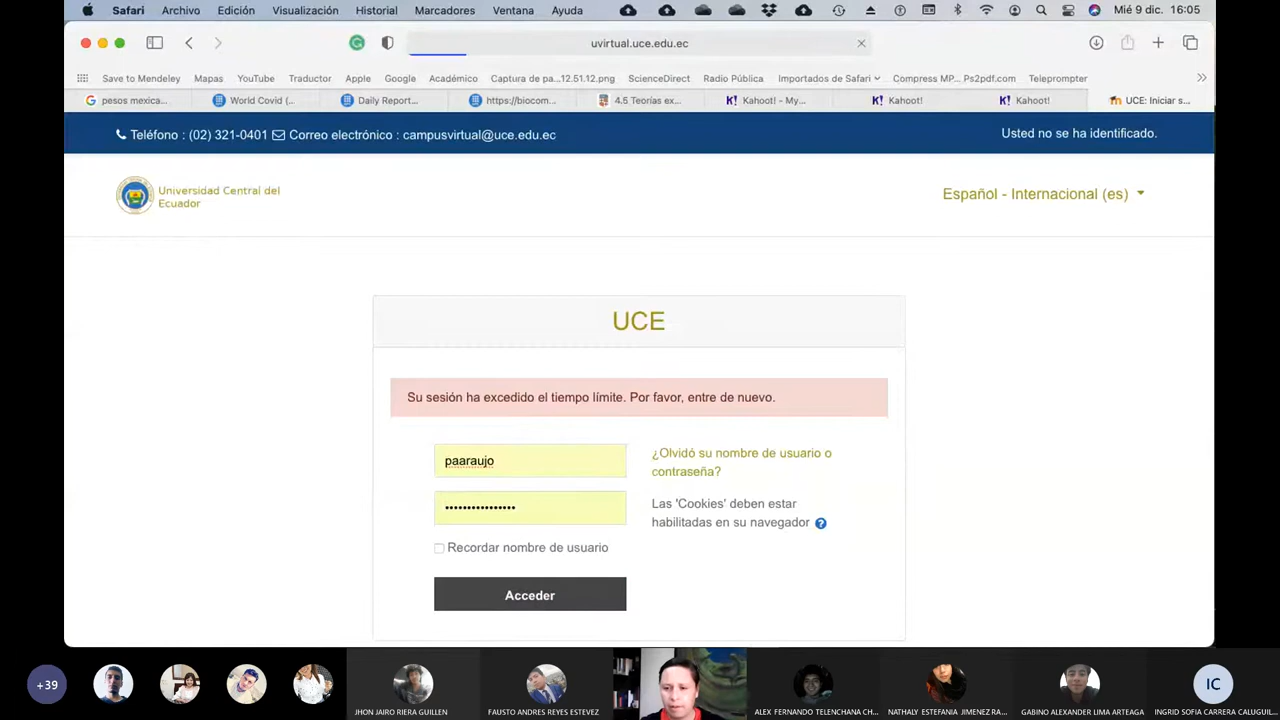 Safari Archivo Edición Visualización Historial Marcadores Ventana Ayuda Mié 9 dic. 16:05
uvirtual.uce.edu.ec
Save to Mendeley Mapas YouTube Traductor Apple Google Académico Captura de pa...12.51.12.png ScienceDirect Radio Pública Importados de Safari Compress MP... Ps2pdf.com Teleprompter
pesos mexica... World Covid (... Daily Report... https://biocom... 4.5 Teorías ex... Kahoot! - My... Kahoot! Kahoot! UCE: Iniciar s...
Teléfono : (02) 321-0401 Correo electrónico : campusvirtual@uce.edu.ec Usted no se ha identificado.
Universidad Central del
Ecuador
Español - Internacional (es)
UCE
Su sesión ha excedido el tiempo límite. Por favor, entre de nuevo.
paaraujo
¿Olvidó su nombre de usuario o
contraseña?
••••••••••••••••
Las 'Cookies' deben estar
habilitadas en su navegador ?
Recordar nombre de usuario
Acceder
+39
IC
JHON JAIRO RIERA GUILLEN FAUSTO ANDRES REYES ESTEVEZ ALEX FERNANDO TELENCHANA CH... NATHALY ESTEFANIA JIMENEZ RA... GABINO ALEXANDER LIMA ARTEAGA INGRID SOFIA CARRERA CALUGUIL...